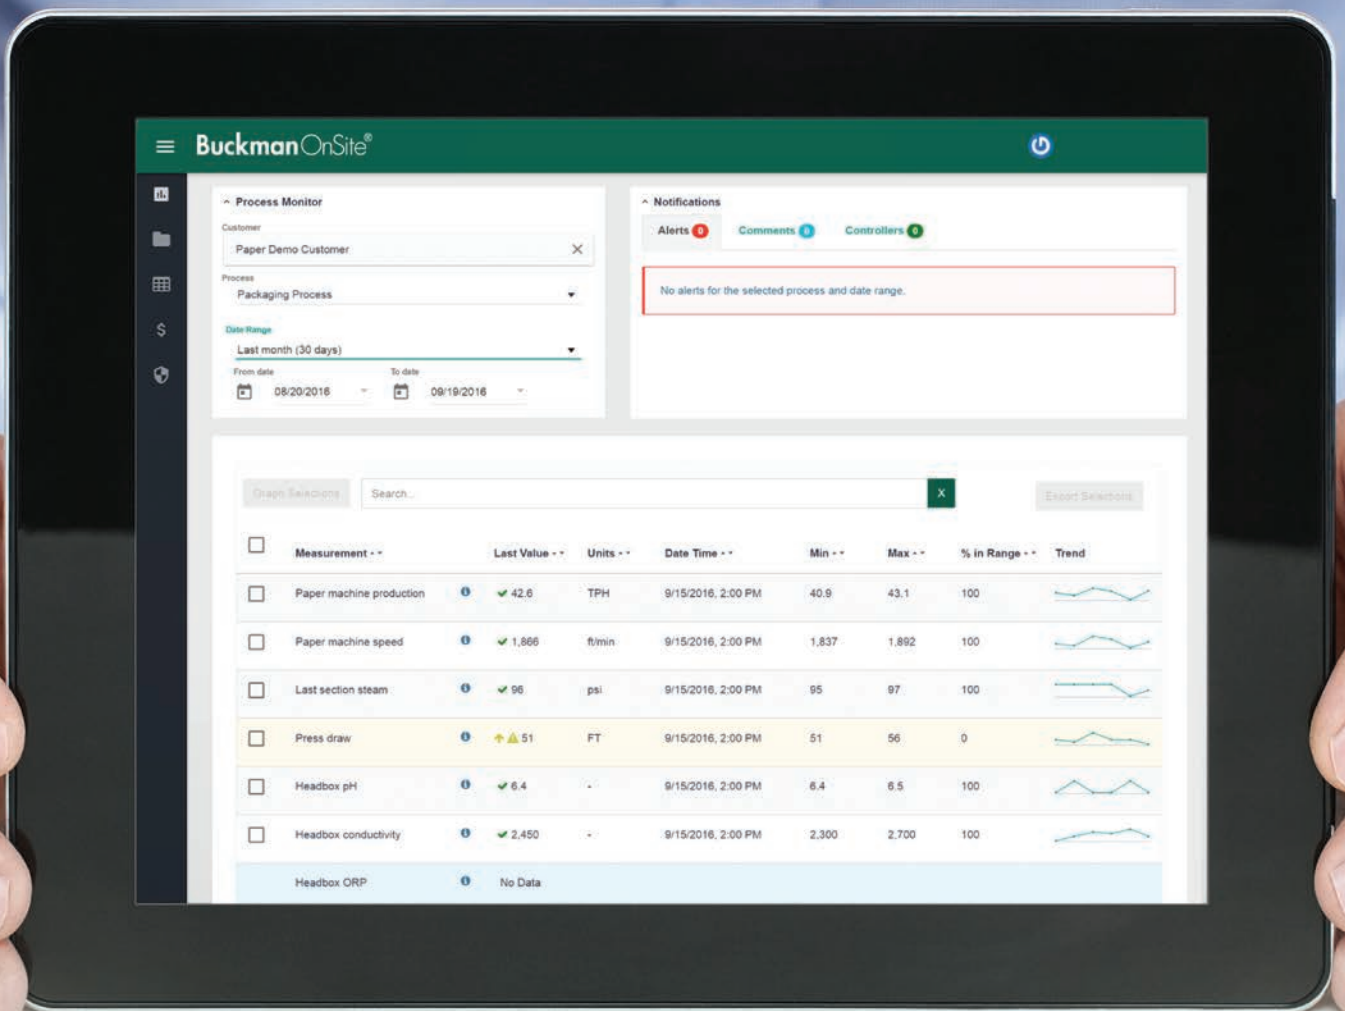 Buckman OnSite®
Process Monitor
Customer
Paper Demo Customer
Process
Packaging Process
Date Range
Last month (30 days)
From date To date
08/20/2016 09/19/2016
Notifications
Alerts 0 Comments 0 Controllers 0
No alerts for the selected process and date range.
Graph Selections Search... X Export Selections
Measurement Last Value Units Date Time Min Max % in Range Trend
Paper machine production 42.6 TPH 9/15/2016, 2:00 PM 40.9 43.1 100
Paper machine speed 1,866 ft/min 9/15/2016, 2:00 PM 1,837 1,892 100
Last section steam 96 psi 9/15/2016, 2:00 PM 95 97 100
Press draw 51 FT 9/15/2016, 2:00 PM 51 56 0
Headbox pH 6.4 - 9/15/2016, 2:00 PM 6.4 6.5 100
Headbox conductivity 2,450 - 9/15/2016, 2:00 PM 2,300 2,700 100
Headbox ORP No Data